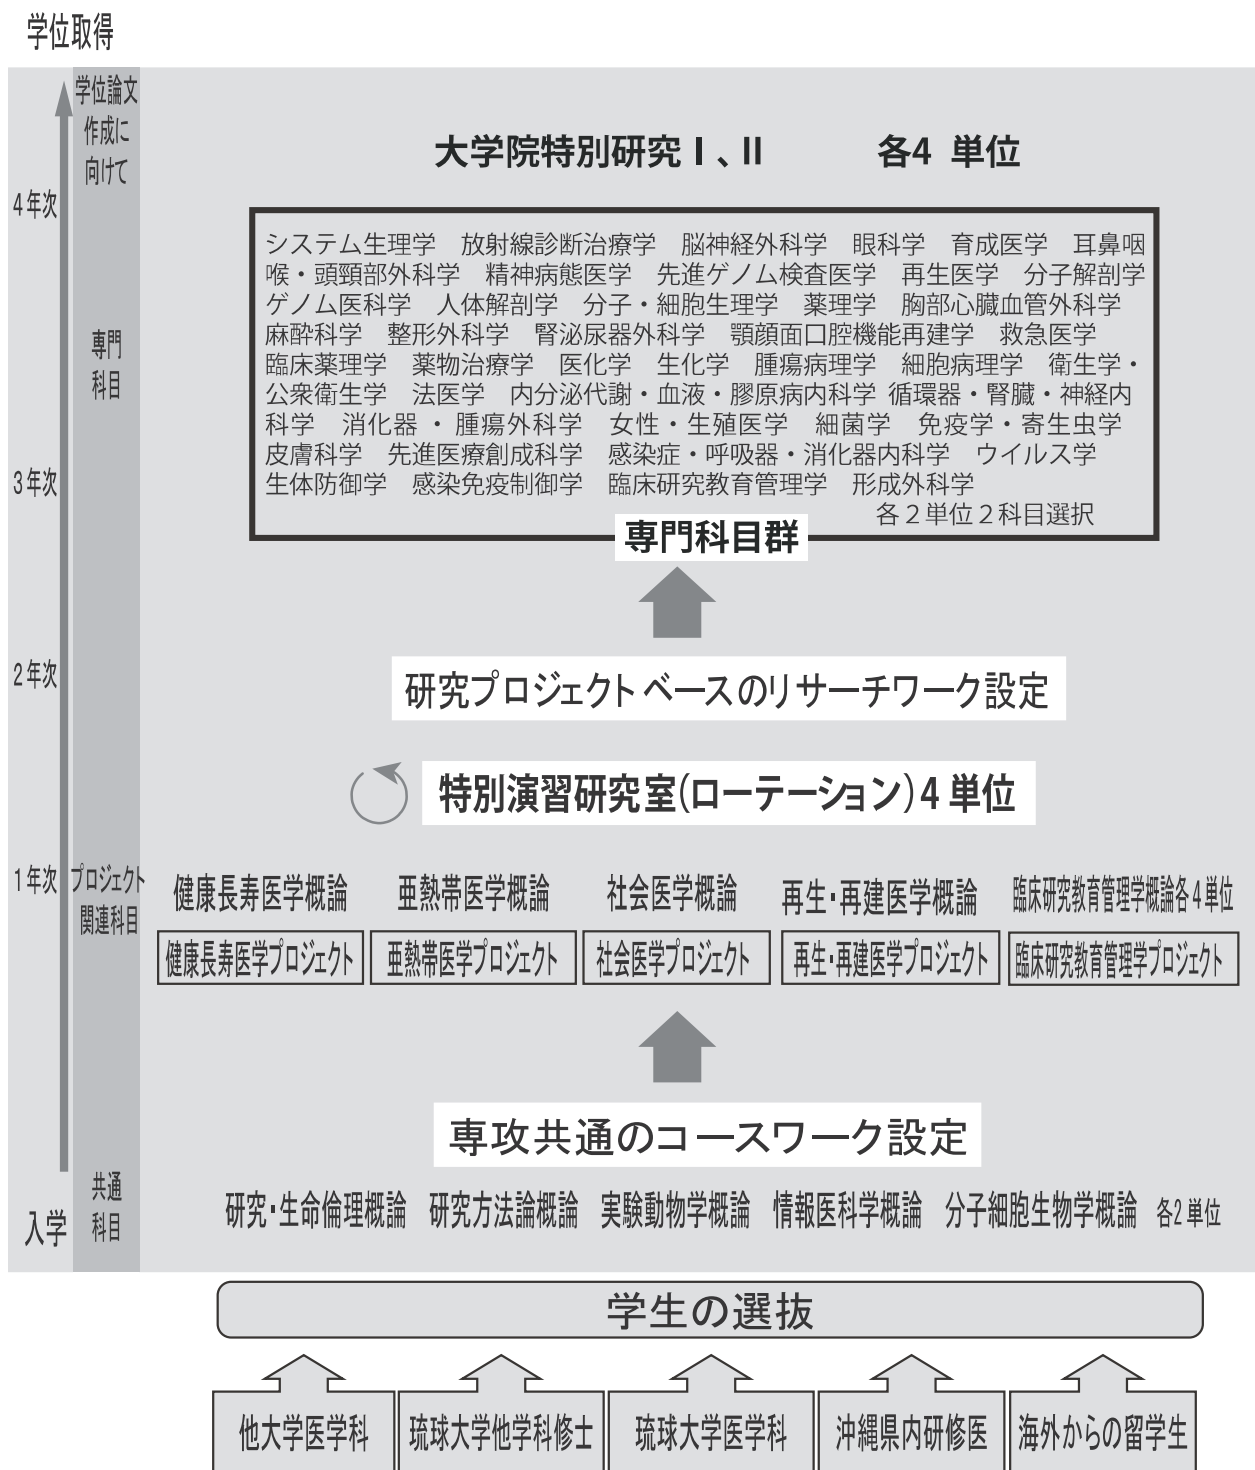 学位取得
学位論文
作成に
向けて
大学院特別研究Ⅰ、Ⅱ 各4 単位
4年次
システム生理学 放射線診断治療学 脳神経外科学 眼科学 育成医学 耳鼻咽
喉・頭頸部外科学 精神病態医学 先進ゲノム検査医学 再生医学 分子解剖学
ゲノム医科学 人体解剖学 分子・細胞生理学 薬理学 胸部心臓血管外科学
麻酔科学 整形外科学 腎泌尿器外科学 顎顔面口腔機能再建学 救急医学
臨床薬理学 薬物治療学 医化学 生化学 腫瘍病理学 細胞病理学 衛生学・
公衆衛生学 法医学 内分泌代謝・血液・膠原病内科学 循環器・腎臓・神経内
科学 消化器・腫瘍外科学 女性・生殖医学 細菌学 免疫学・寄生虫学
皮膚科学 先進医療創成科学 感染症・呼吸器・消化器内科学 ウイルス学
生体防御学 感染免疫制御学 臨床研究教育管理学 形成外科学
各２単位２科目選択
専門科目群
専門
科目
3年次
研究プロジェクトベースのリサーチワーク設定
2年次
特別演習研究室(ローテーション)4 単位
1年次
プロジェクト
関連科目
健康長寿医学概論 亜熱帯医学概論 社会医学概論 再生・再建医学概論 臨床研究教育管理学概論各4単位
健康長寿医学プロジェクト 亜熱帯医学プロジェクト 社会医学プロジェクト 再生・再建医学プロジェクト 臨床研究教育管理学プロジェクト
専攻共通のコースワーク設定
共通
科目
入学
研究・生命倫理概論 研究方法論概論 実験動物学概論 情報医科学概論 分子細胞生物学概論 各2単位
学生の選抜
他大学医学科 琉球大学他学科修士 琉球大学医学科 沖縄県内研修医 海外からの留学生